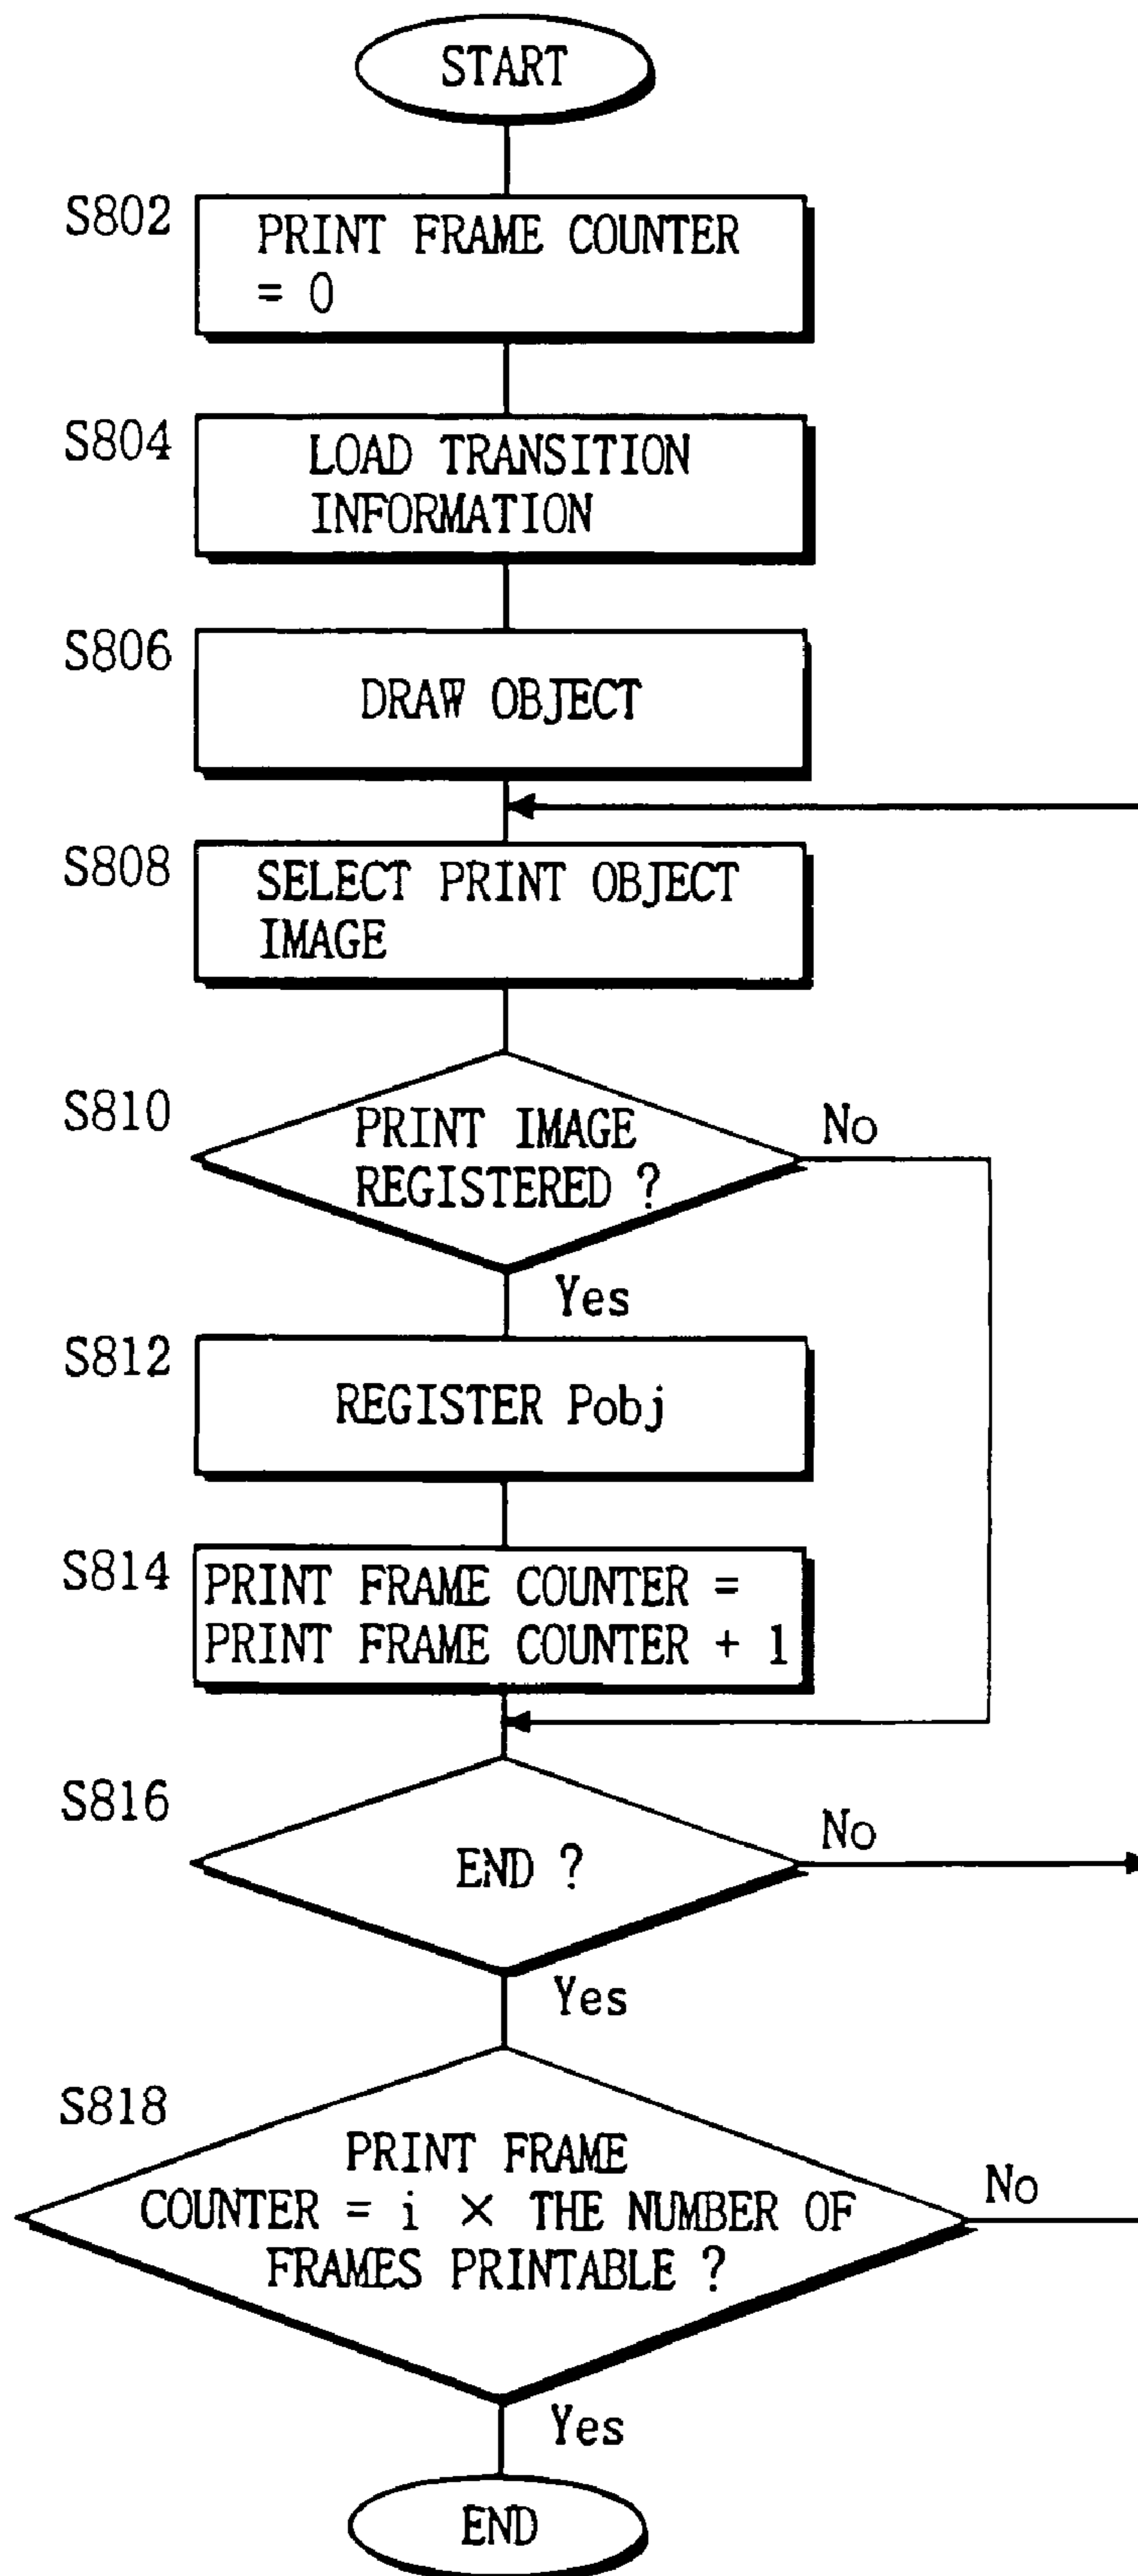 START
S802
PRINT FRAME COUNTER
= 0
S804
LOAD TRANSITION
INFORMATION
S806
DRAW OBJECT
S808
SELECT PRINT OBJECT
IMAGE
S810
PRINT IMAGE
REGISTERED ?
No
Yes
S812
REGISTER Pobj
S814
PRINT FRAME COUNTER =
PRINT FRAME COUNTER + 1
S816
END ?
No
Yes
S818
PRINT FRAME
COUNTER = i × THE NUMBER OF
FRAMES PRINTABLE ?
No
Yes
END